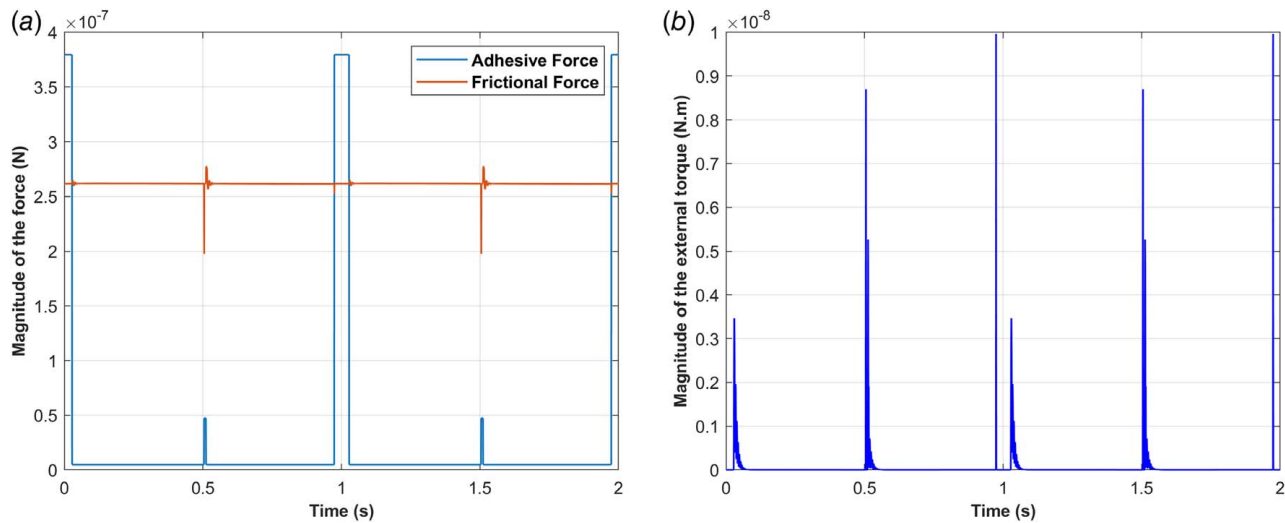 (a)
×10-7
4
3.5
3
2.5
2
1.5
1
0.5
0
Magnitude of the force (N)
Adhesive Force
Frictional Force
0 0.5 1 1.5 2
Time (s)
(b)
×10-8
1
0.9
0.8
0.7
0.6
0.5
0.4
0.3
0.2
0.1
0
Magnitude of the external torque (N.m)
0 0.5 1 1.5 2
Time (s)